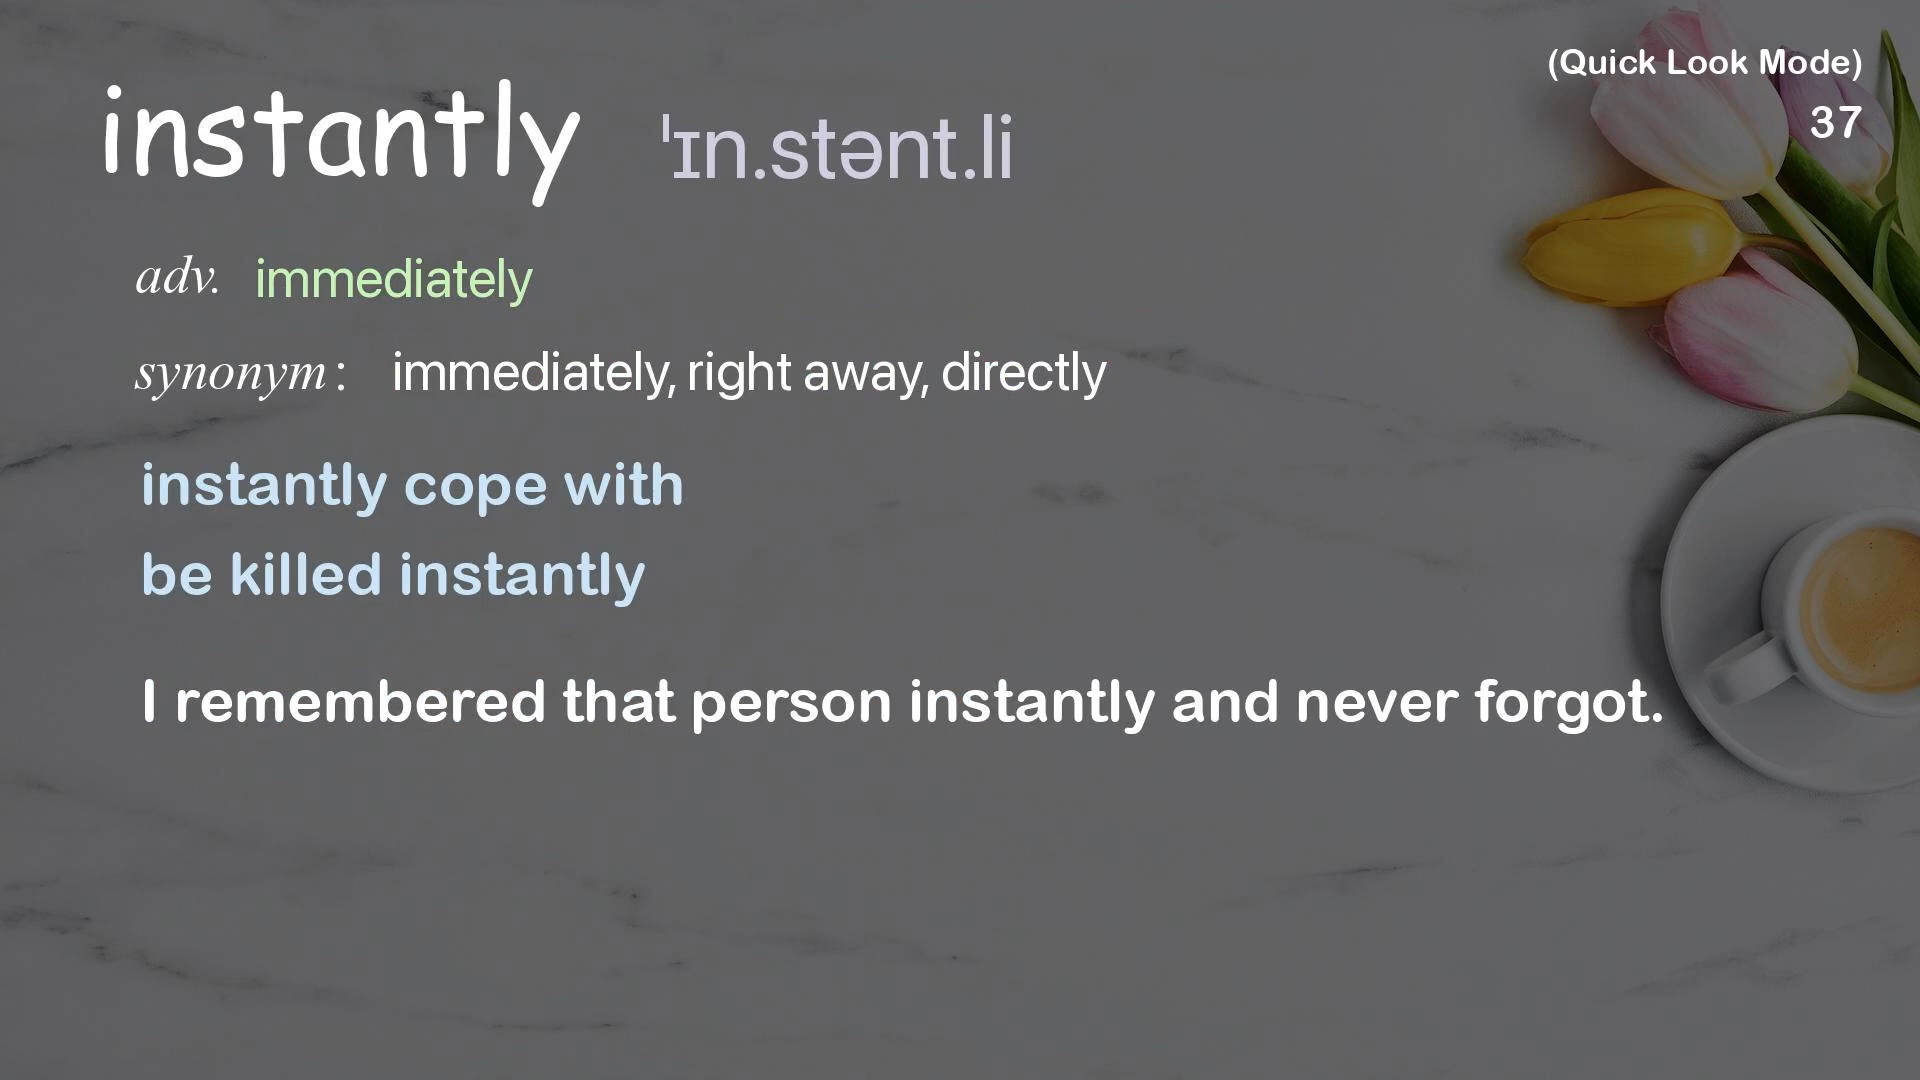 (Quick Look Mode)
37
instantly ˈɪn.stənt.li
adv. immediately
synonym : immediately, right away, directly
instantly cope with
be killed instantly
I remembered that person instantly and never forgot.